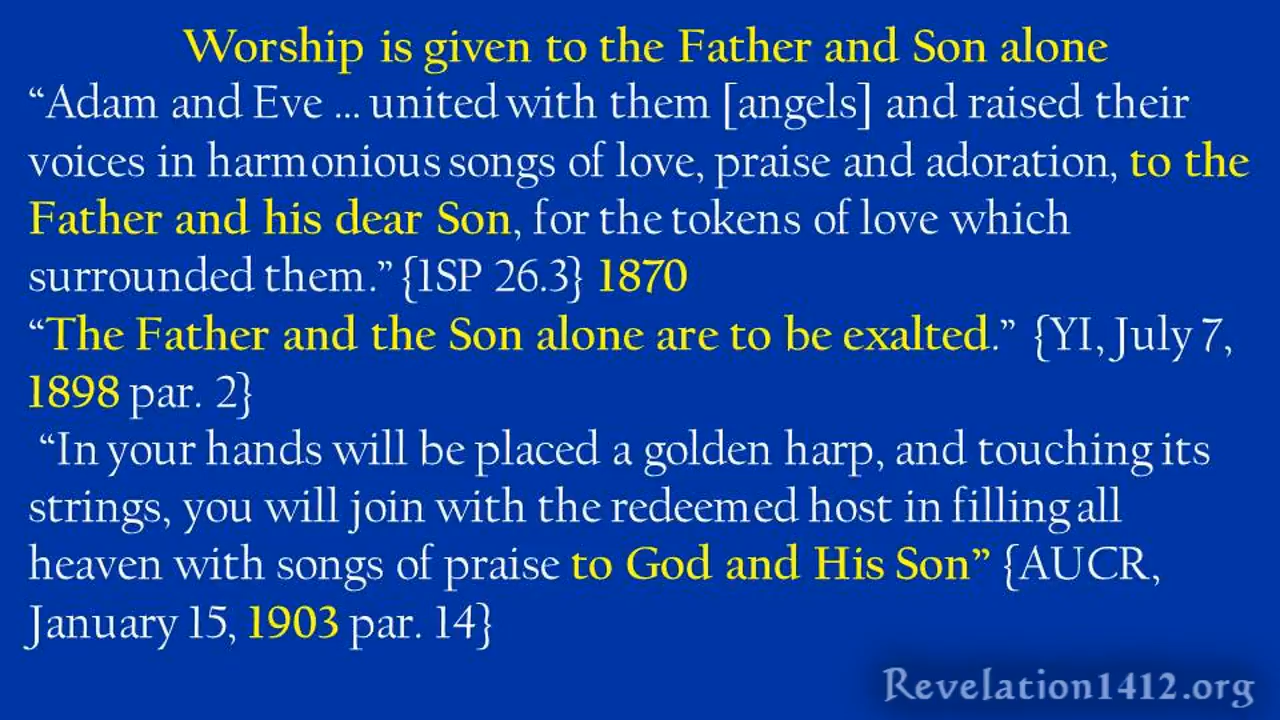 Worship is given to the Father and Son alone
“Adam and Eve ... united with them [angels] and raised their
voices in harmonious songs of love, praise and adoration, to the
Father and his dear Son, for the tokens of love which
surrounded them.” {1SP 26.3} 1870
“The Father and the Son alone are to be exalted.” {YI, July 7,
1898 par. 2}
“In your hands will be placed a golden harp, and touching its
strings, you will join with the redeemed host in filling all
heaven with songs of praise to God and His Son” {AUCR,
January 15, 1903 par. 14}
Revelation1412.org